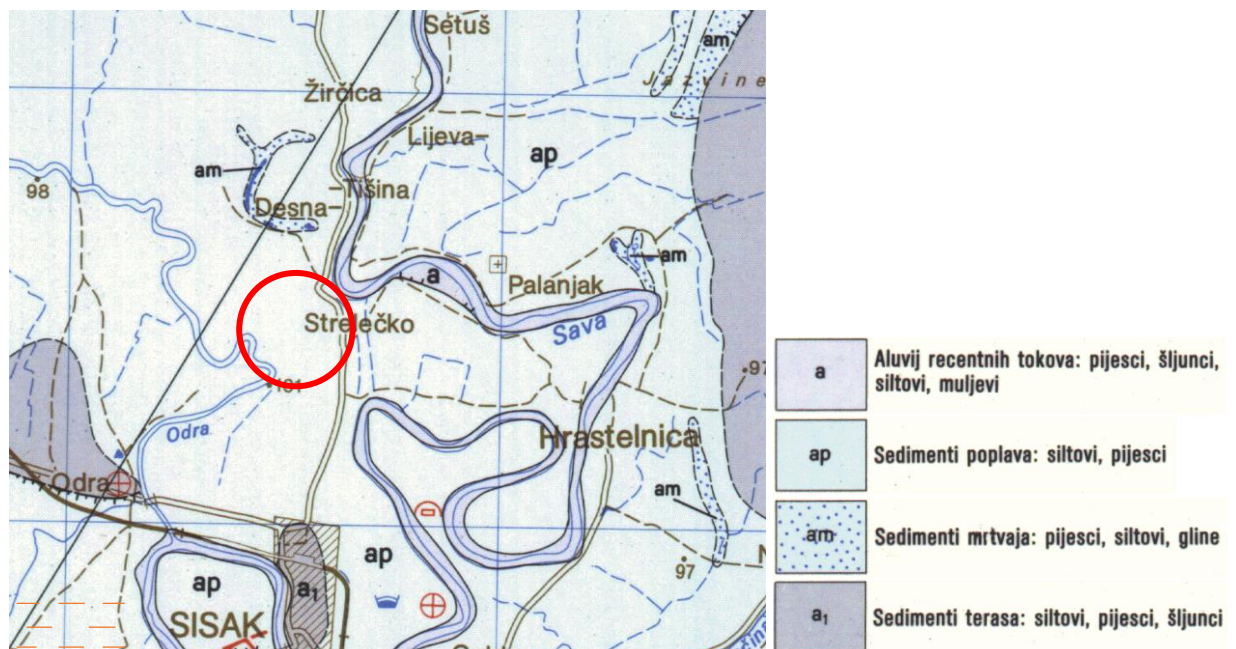 Setuš
am
Jazvine
Žirčica
Lijeva-
ap
am
98
-Tišina
Desna-
am
a
Palanjak
Strelečko
Sava
101
97
Odra
Hrastelnica
Odra
am
ap
97
ap
a₁
SISAK
a
Aluvij recentnih tokova: pijesci, šljunci,
siltovi, muljevi
ap
Sedimenti poplava: siltovi, pijesci
am
Sedimenti mrtvaja: pijesci, siltovi, gline
a₁
Sedimenti terasa: siltovi, pijesci, šljunci